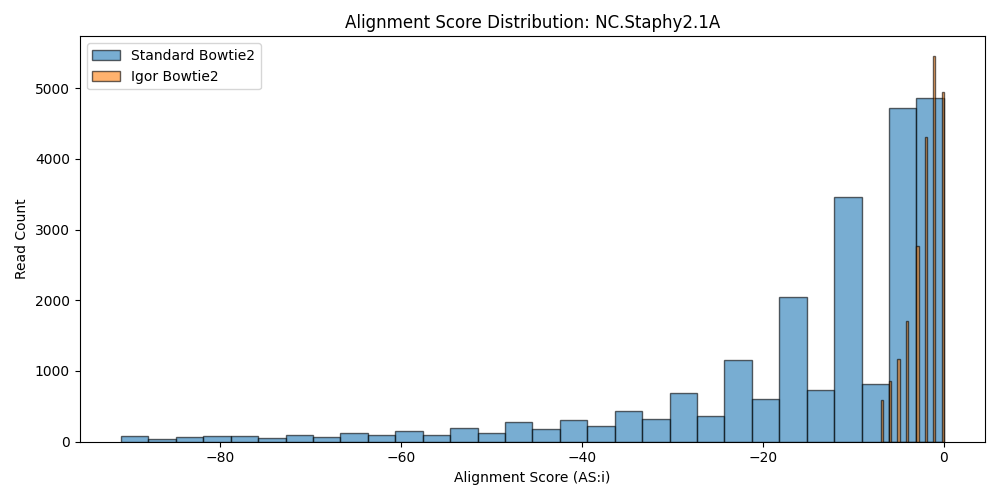 Alignment Score Distribution: NC.Staphy2.1A
Standard Bowtie2
Igor Bowtie2
Read Count
5000
4000
3000
2000
1000
0
−80 −60 −40 −20 0
Alignment Score (AS:i)